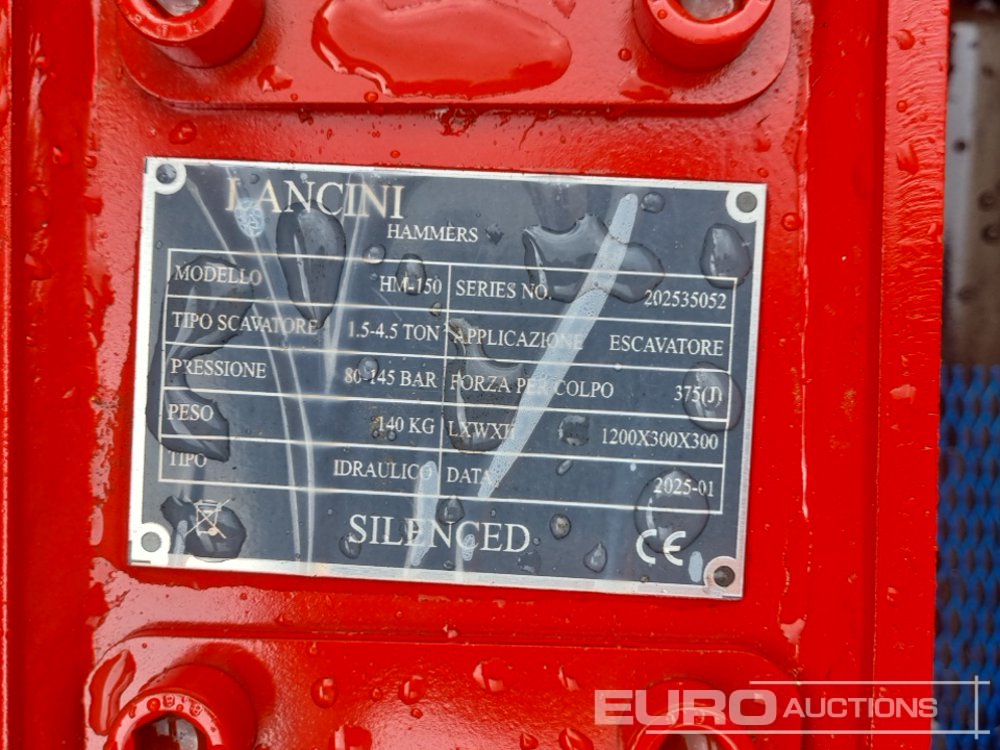 LANCINI
HAMMERS
MODELLO HM-150 SERIES NO. 202535052
TIPO SCAVATORE 1.5-4.5 TON APPLICAZIONE ESCAVATORE
PRESSIONE 80-145 BAR FORZA PER COLPO 375(J)
PESO 140 KG LXWXH 1200X300X300
TIPO IDRAULICO DATA 2025-01
SILENCED CE
EURO AUCTIONS